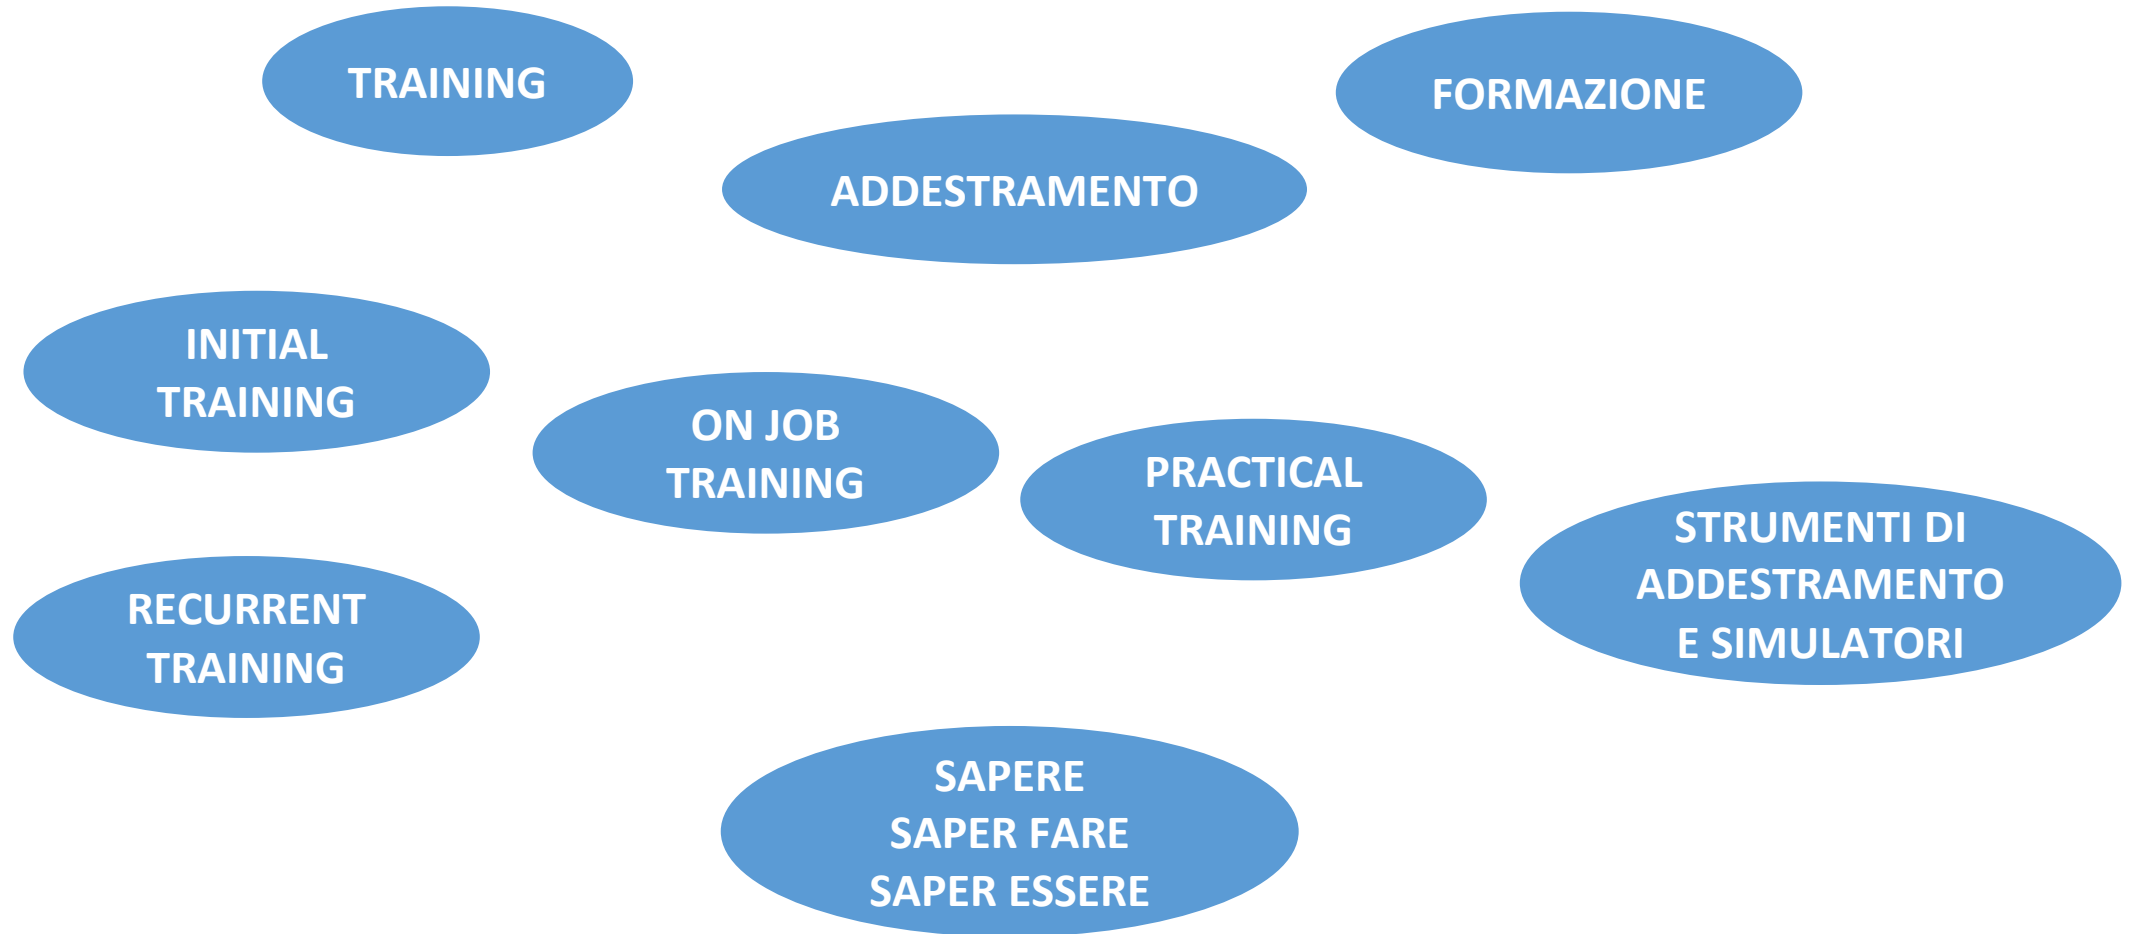 TRAINING
FORMAZIONE
ADDESTRAMENTO
INITIAL
TRAINING
ON JOB
TRAINING
PRACTICAL
TRAINING
STRUMENTI DI
ADDESTRAMENTO
E SIMULATORI
RECURRENT
TRAINING
SAPERE
SAPER FARE
SAPER ESSERE